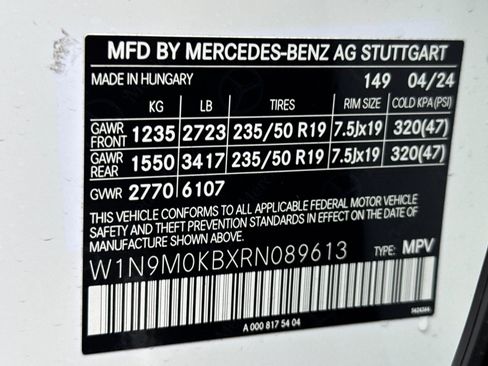 MFD BY MERCEDES-BENZ AG STUTTGART
MADE IN HUNGARY 149 04/24
KG LB TIRES RIM SIZE COLD KPA(PSI)
GAWR FRONT 1235 2723 235/50 R19 7.5Jx19 320(47)
GAWR REAR 1550 3417 235/50 R19 7.5Jx19 320(47)
GVWR 2770 6107
THIS VEHICLE CONFORMS TO ALL APPLICABLE FEDERAL MOTOR VEHICLE
SAFETY AND THEFT PREVENTION STANDARDS IN EFFECT ON THE DATE OF
MANUFACTURE SHOWN ABOVE.
W1N9M0KBXRN089613 TYPE: MPV
A 000 817 54 04